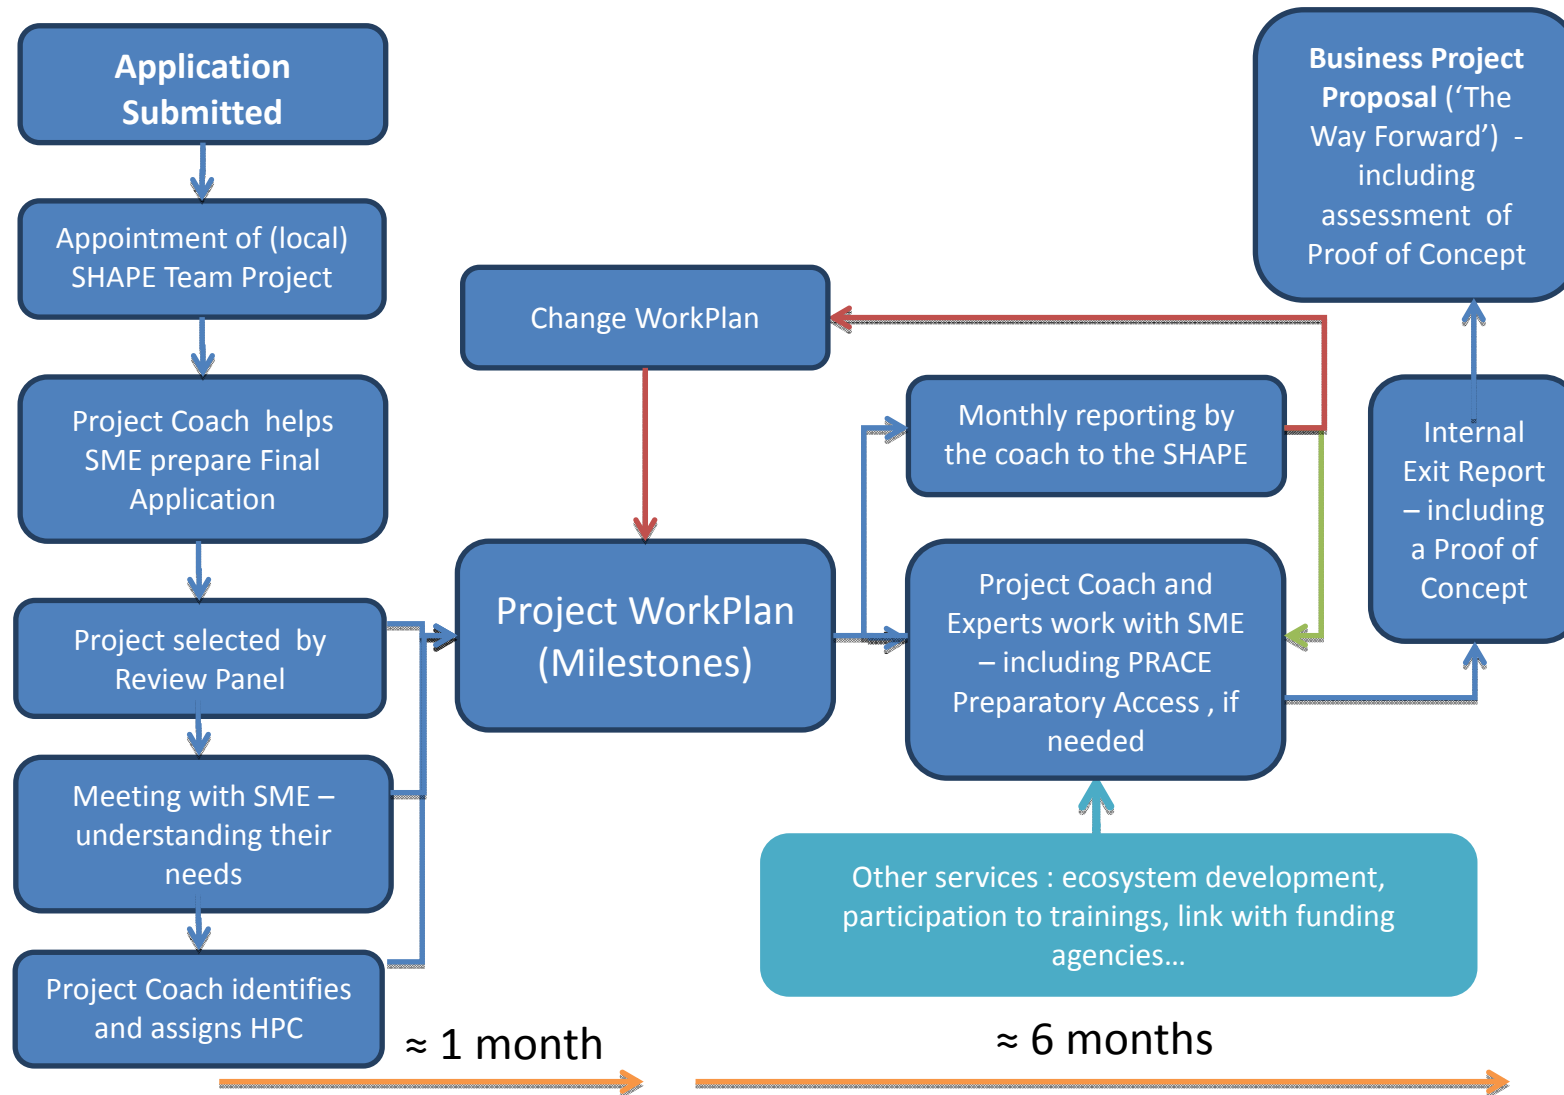 Application
Submitted
Appointment of (local)
SHAPE Team Project
Project Coach helps
SME prepare Final
Application
Project selected by
Review Panel
Meeting with SME –
understanding their
needs
Project Coach identifies
and assigns HPC
≈ 1 month
Change WorkPlan
Project WorkPlan
(Milestones)
Monthly reporting by
the coach to the SHAPE
Project Coach and
Experts work with SME
– including PRACE
Preparatory Access , if
needed
Other services : ecosystem development,
participation to trainings, link with funding
agencies…
≈ 6 months
Business Project
Proposal (‘The
Way Forward’) -
including
assessment of
Proof of Concept
Internal
Exit Report
– including
a Proof of
Concept